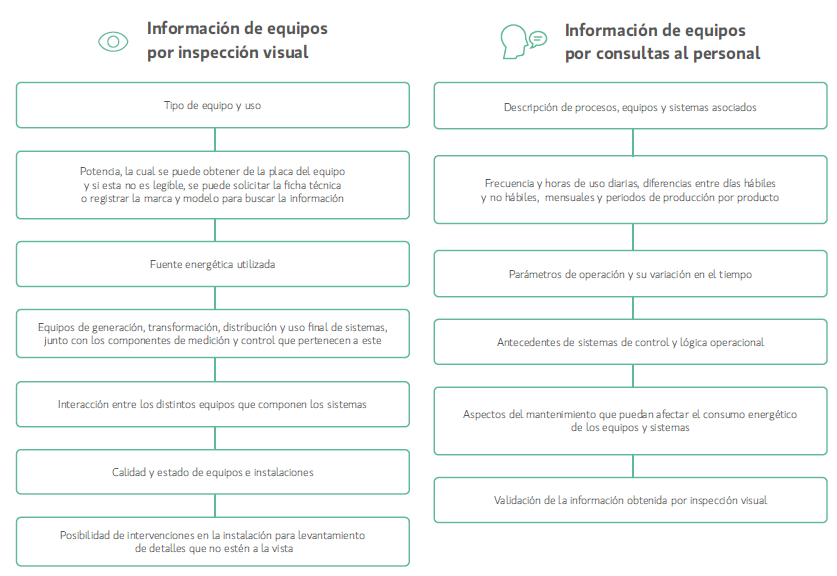 Información de equipos
por inspección visual
Tipo de equipo y uso
Potencia, la cual se puede obtener de la placa del equipo
y si esta no es legible, se puede solicitar la ficha técnica
o registrar la marca y modelo para buscar la información
Fuente energética utilizada
Equipos de generación, transformación, distribución y uso final de sistemas,
junto con los componentes de medición y control que pertenecen a este
Interacción entre los distintos equipos que componen los sistemas
Calidad y estado de equipos e instalaciones
Posibilidad de intervenciones en la instalación para levantamiento
de detalles que no estén a la vista
Información de equipos
por consultas al personal
Descripción de procesos, equipos y sistemas asociados
Frecuencia y horas de uso diarias, diferencias entre días hábiles
y no hábiles, mensuales y periodos de producción por producto
Parámetros de operación y su variación en el tiempo
Antecedentes de sistemas de control y lógica operacional
Aspectos del mantenimiento que puedan afectar el consumo energético
de los equipos y sistemas
Validación de la información obtenida por inspección visual